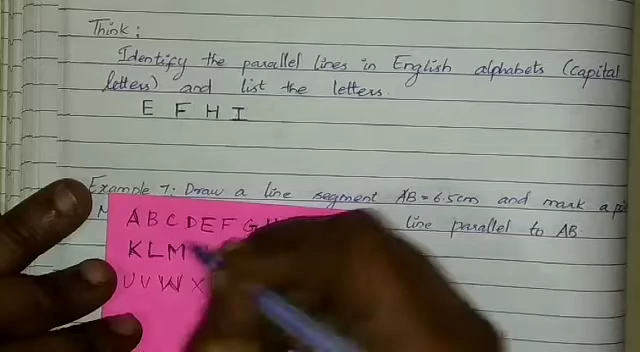 Think:
Identify the parallel lines in English alphabets (capital
letters) and list the letters.
E F H I
Example 7: Draw a line segment AB = 6.5cm and mark a
line parallel to AB.
A B C D E F G
K L M
U V W X